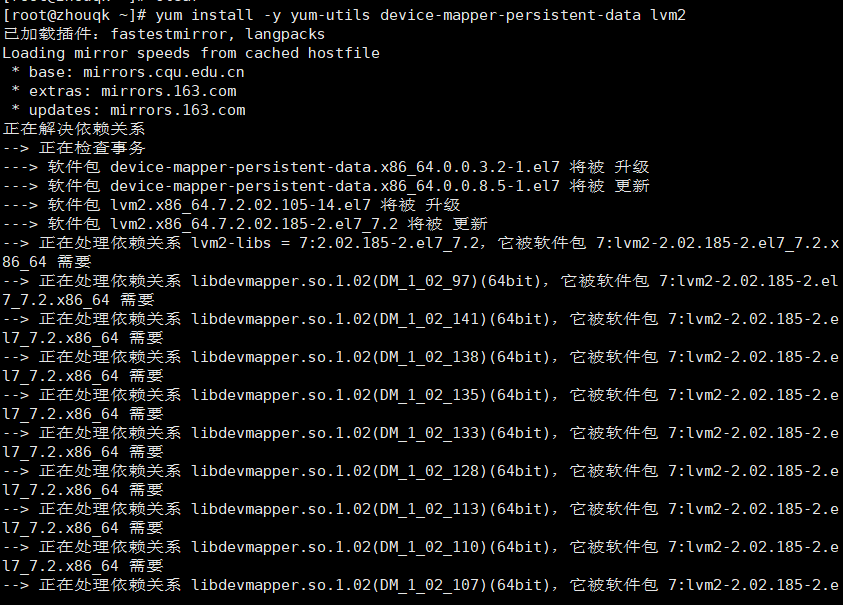 [root@zhouqk ~]# yum install -y yum-utils device-mapper-persistent-data lvm2
已加载插件：fastestmirror, langpacks
Loading mirror speeds from cached hostfile
 * base: mirrors.cqu.edu.cn
 * extras: mirrors.163.com
 * updates: mirrors.163.com
正在解决依赖关系
--> 正在检查事务
---> 软件包 device-mapper-persistent-data.x86_64.0.0.3.2-1.el7 将被 升级
---> 软件包 device-mapper-persistent-data.x86_64.0.0.8.5-1.el7 将被 更新
---> 软件包 lvm2.x86_64.7.2.02.105-14.el7 将被 升级
---> 软件包 lvm2.x86_64.7.2.02.185-2.el7_7.2 将被 更新
--> 正在处理依赖关系 lvm2-libs = 7:2.02.185-2.el7_7.2，它被软件包 7:lvm2-2.02.185-2.el7_7.2.x
86_64 需要
--> 正在处理依赖关系 libdevmapper.so.1.02(DM_1_02_97)(64bit)，它被软件包 7:lvm2-2.02.185-2.el
7_7.2.x86_64 需要
--> 正在处理依赖关系 libdevmapper.so.1.02(DM_1_02_141)(64bit)，它被软件包 7:lvm2-2.02.185-2.e
l7_7.2.x86_64 需要
--> 正在处理依赖关系 libdevmapper.so.1.02(DM_1_02_138)(64bit)，它被软件包 7:lvm2-2.02.185-2.e
l7_7.2.x86_64 需要
--> 正在处理依赖关系 libdevmapper.so.1.02(DM_1_02_135)(64bit)，它被软件包 7:lvm2-2.02.185-2.e
l7_7.2.x86_64 需要
--> 正在处理依赖关系 libdevmapper.so.1.02(DM_1_02_133)(64bit)，它被软件包 7:lvm2-2.02.185-2.e
l7_7.2.x86_64 需要
--> 正在处理依赖关系 libdevmapper.so.1.02(DM_1_02_128)(64bit)，它被软件包 7:lvm2-2.02.185-2.e
l7_7.2.x86_64 需要
--> 正在处理依赖关系 libdevmapper.so.1.02(DM_1_02_113)(64bit)，它被软件包 7:lvm2-2.02.185-2.e
l7_7.2.x86_64 需要
--> 正在处理依赖关系 libdevmapper.so.1.02(DM_1_02_110)(64bit)，它被软件包 7:lvm2-2.02.185-2.e
l7_7.2.x86_64 需要
--> 正在处理依赖关系 libdevmapper.so.1.02(DM_1_02_107)(64bit)，它被软件包 7:lvm2-2.02.185-2.e